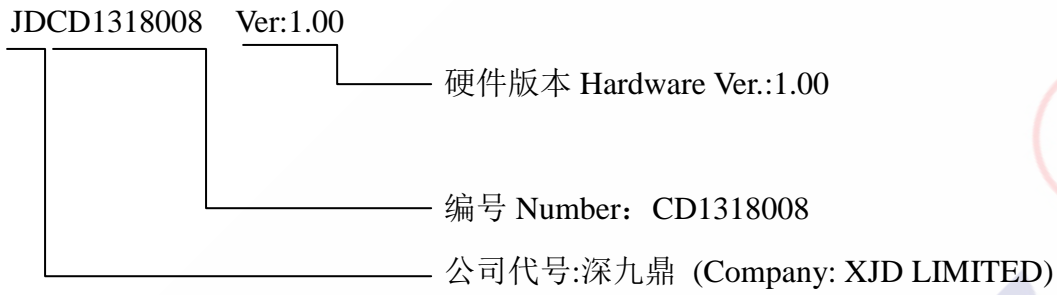 JDCD1318008 Ver:1.00
硬件版本 Hardware Ver.:1.00
编号 Number：CD1318008
公司代号:深九鼎 (Company: XJD LIMITED)